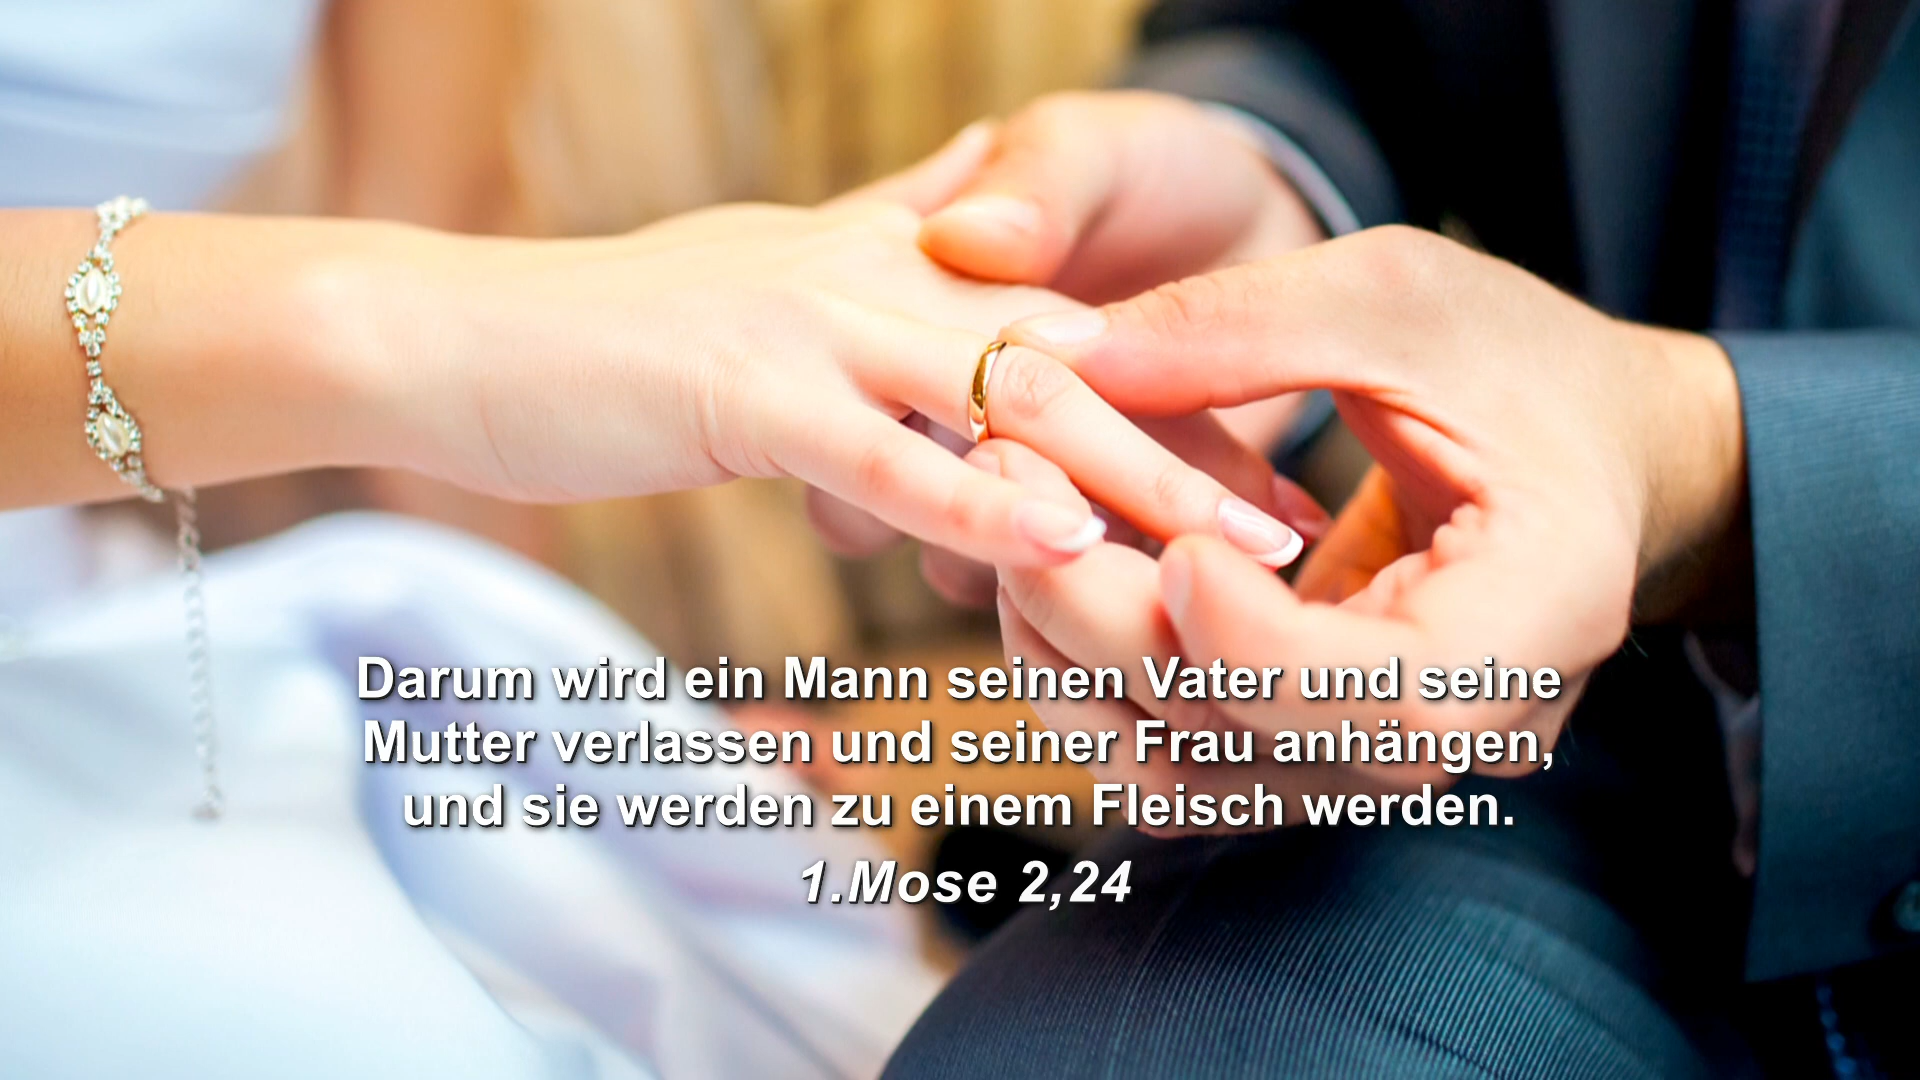 Darum wird ein Mann seinen Vater und seine
Mutter verlassen und seiner Frau anhängen,
und sie werden zu einem Fleisch werden.
1.Mose 2,24